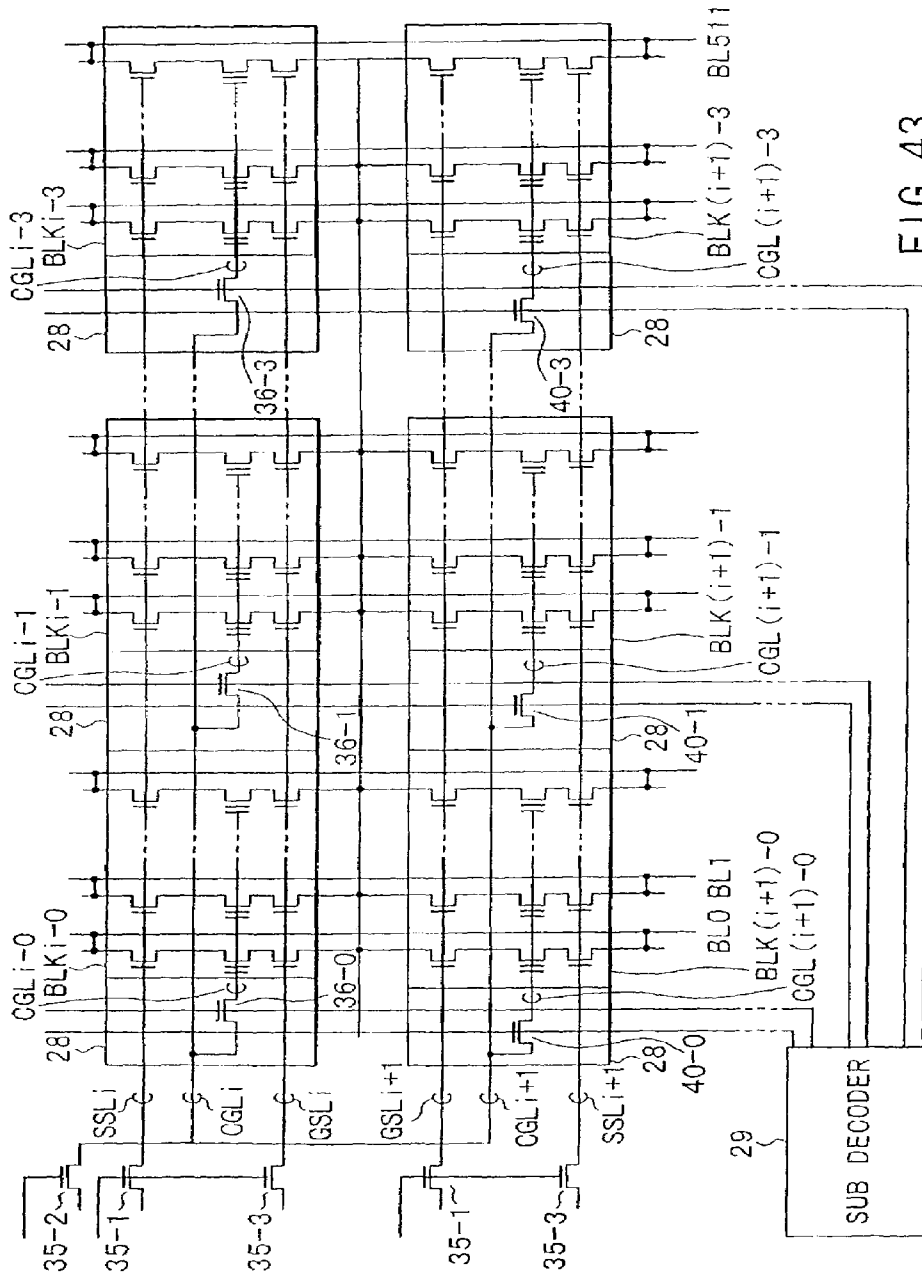 CGLi-0
BLKi-0
CGLi-1
BLKi-1
CGLi-3
BLKi-3
28
28
28
36-0
36-1
36-3
35-2
35-1
35-3
SSLi
CGLi
GSLi
35-1
35-3
GSLi+1
CGLi+1
SSLi+1
28
40-0
28
40-1
28
40-3
BL0 BL1
BLK(i+1)-0
CGL(i+1)-0
BLK(i+1)-1
CGL(i+1)-1
BLK(i+1)-3
CGL(i+1)-3
BL511
29
SUB DECODER
FIG. 43